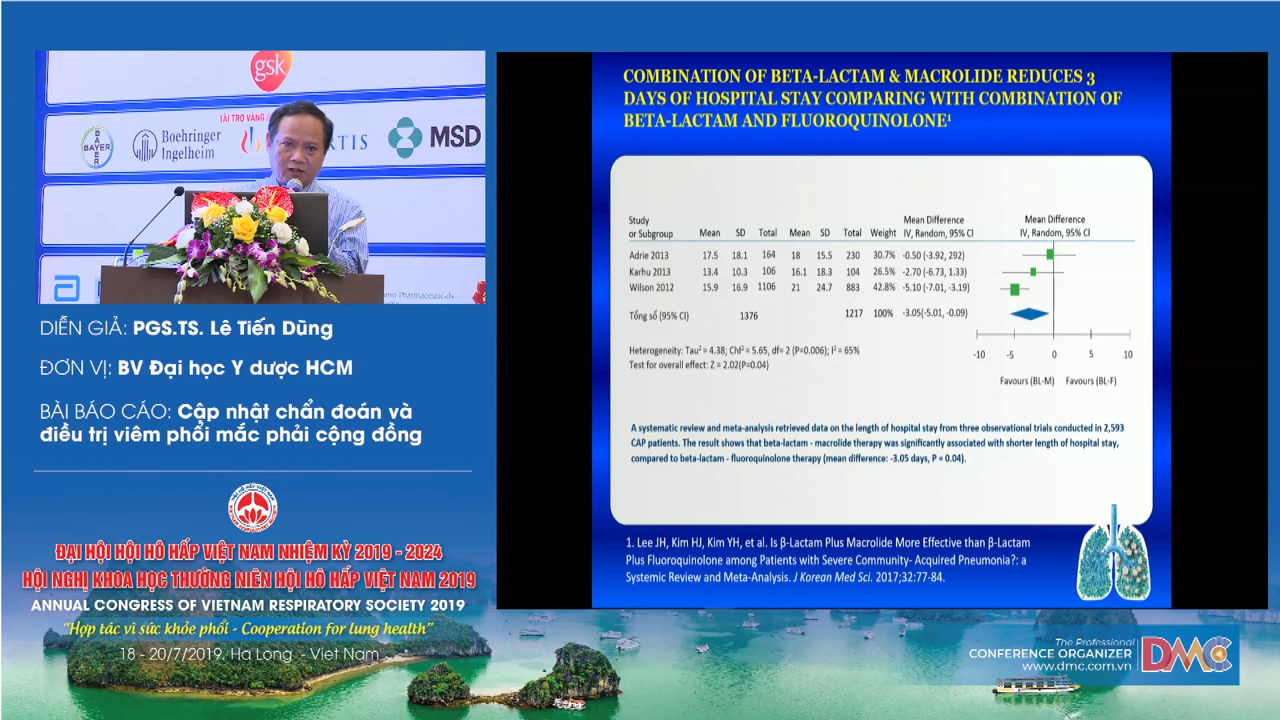 gsk
TÀI TRỢ VÀNG /
BAYER
Boehringer
Ingelheim
RTIS
MSD
Pharmaceuticals
DIỄN GIẢ: PGS.TS. Lê Tiến Dũng
ĐƠN VỊ: BV Đại học Y dược HCM
BÀI BÁO CÁO: Cập nhật chẩn đoán và
điều trị viêm phổi mắc phải cộng đồng
ĐẠI HỘI HỘI HÔ HẤP VIỆT NAM NHIỆM KỲ 2019 - 2024
HỘI NGHỊ KHOA HỌC THƯỜNG NIÊN HỘI HÔ HẤP VIỆT NAM 2019
ANNUAL CONGRESS OF VIETNAM RESPIRATORY SOCIETY 2019
"Hợp tác vì sức khỏe phổi - Cooperation for lung health"
18 - 20/7/2019. Ha Long - Viet Nam
COMBINATION OF BETA-LACTAM & MACROLIDE REDUCES 3
DAYS OF HOSPITAL STAY COMPARING WITH COMBINATION OF
BETA-LACTAM AND FLUOROQUINOLONE¹
Mean Difference Mean Difference
Study
or Subgroup Mean SD Total Mean SD Total Weight IV, Random, 95% CI IV, Random, 95% CI
Adrie 2013 17.5 18.1 164 18 15.5 230 30.7% -0.50 (-3.92, 292)
Karhu 2013 13.4 10.3 106 16.1 18.3 104 26.5% -2.70 (-6.73, 1.33)
Wilson 2012 15.9 16.9 1106 21 24.7 883 42.8% -5.10 (-7.01, -3.19)
Tổng số (95% CI) 1376 1217 100% -3.05(-5.01, -0.09)
Heterogeneity: Tau² = 4.38; Chi² = 5.65, df= 2 (P=0.006); I² = 65%
Test for overall effect: Z = 2.02(P=0.04)
-10 -5 0 5 10
Favours (BL-M) Favours (BL-F)
A systematic review and meta-analysis retrieved data on the length of hospital stay from three observational trials conducted in 2,593
CAP patients. The result shows that beta-lactam - macrolide therapy was significantly associated with shorter length of hospital stay,
compared to beta-lactam - fluoroquinolone therapy (mean difference: -3.05 days, P = 0.04).
1. Lee JH, Kim HJ, Kim YH, et al. Is β-Lactam Plus Macrolide More Effective than β-Lactam
Plus Fluoroquinolone among Patients with Severe Community- Acquired Pneumonia?: a
Systemic Review and Meta-Analysis. J Korean Med Sci. 2017;32:77-84.
The Professional
CONFERENCE ORGANIZER
www.dmc.com.vn
DMC